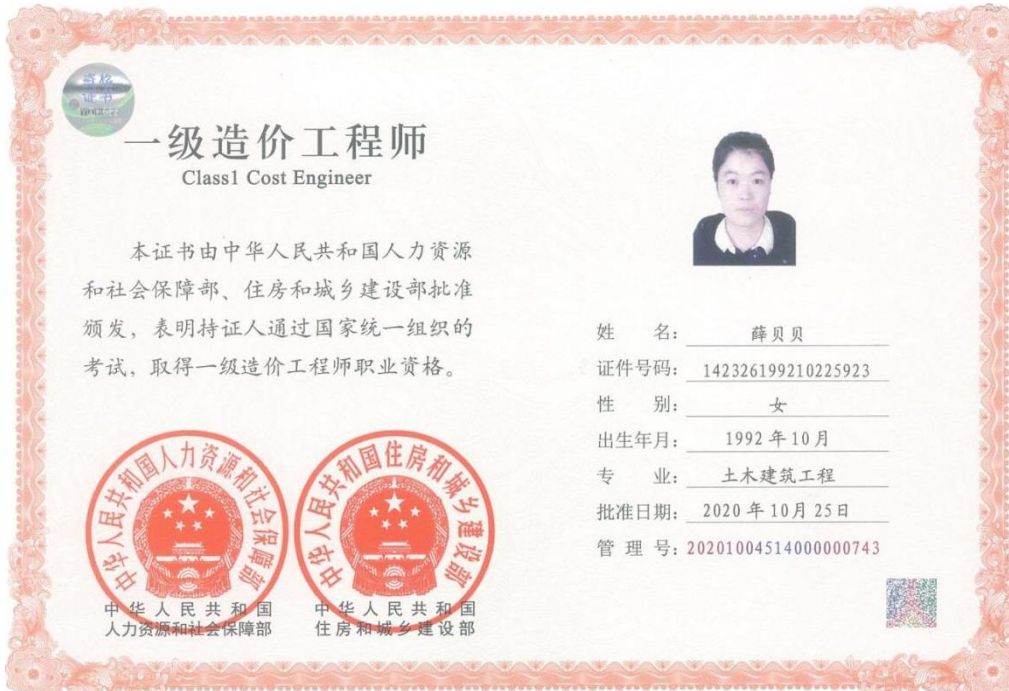 资格
证书
一级造价工程师
Class1 Cost Engineer
本证书由中华人民共和国人力资源
和社会保障部、住房和城乡建设部批准
颁发，表明持证人通过国家统一组织的
考试，取得一级造价工程师职业资格。
中华人民共和国人力资源和社会保障部
中华人民共和国住房和城乡建设部
中华人民共和国
人力资源和社会保障部
中华人民共和国
住房和城乡建设部
姓 名：薛贝贝
证件号码：142326199210225923
性 别：女
出生年月：1992年10月
专 业：土木建筑工程
批准日期：2020年10月25日
管 理 号：20201004514000000743